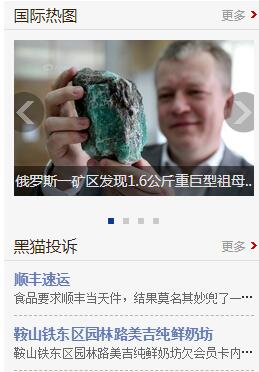 国际热图
更多
俄罗斯一矿区发现1.6公斤重巨型祖母..
黑猫投诉
更多
顺丰速运
食品要求顺丰当天件，结果莫名其妙兜了一…
鞍山铁东区园林路美吉纯鲜奶坊
鞍山铁东区园林路美吉纯鲜奶坊欠会员卡内…